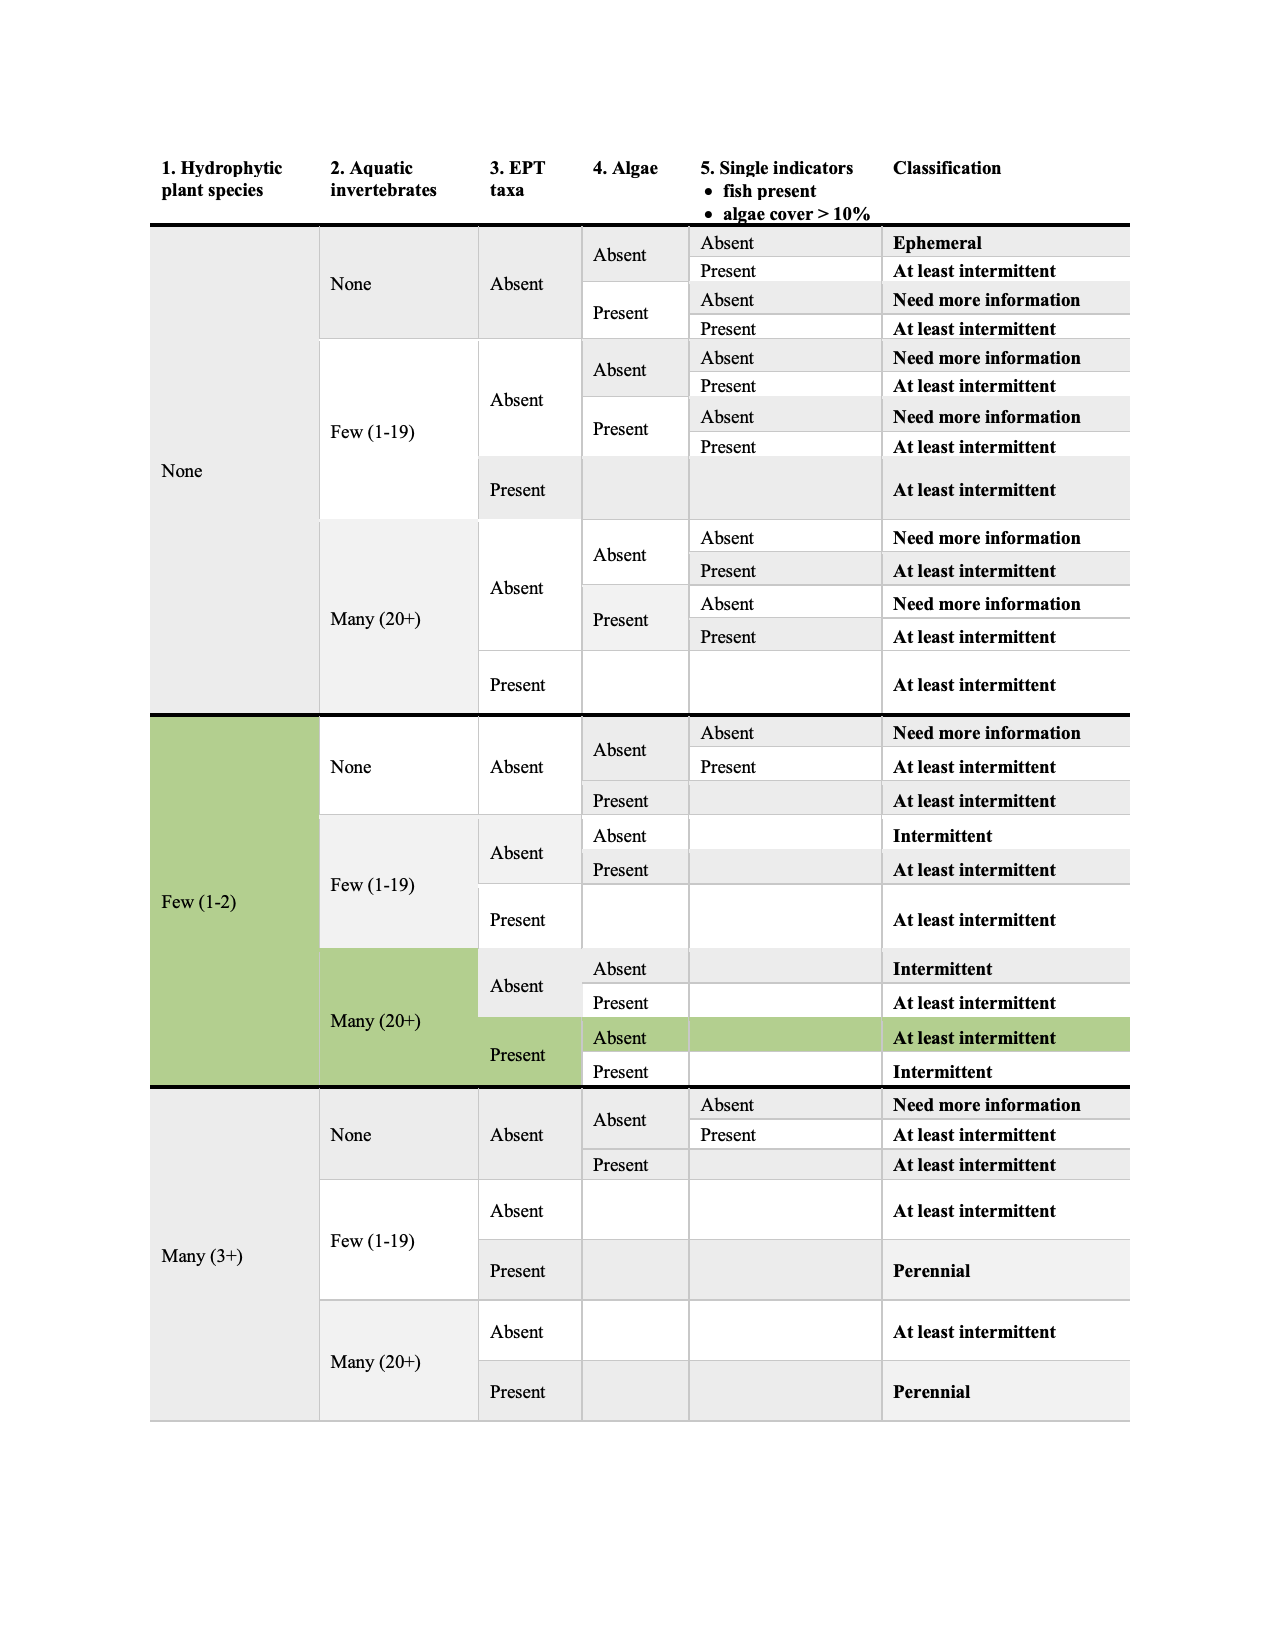 1. Hydrophytic plant species
2. Aquatic invertebrates
3. EPT taxa
4. Algae
5. Single indicators
• fish present
• algae cover > 10%
Classification
None
None
Absent
Absent
Absent
Ephemeral
Present
At least intermittent
Present
Absent
Need more information
Present
At least intermittent
Few (1-19)
Absent
Absent
Absent
Need more information
Present
At least intermittent
Present
Absent
Need more information
Present
At least intermittent
Present
At least intermittent
Many (20+)
Absent
Absent
Absent
Need more information
Present
At least intermittent
Present
Absent
Need more information
Present
At least intermittent
Present
At least intermittent
Few (1-2)
None
Absent
Absent
Absent
Need more information
Present
At least intermittent
Present
At least intermittent
Few (1-19)
Absent
Absent
Intermittent
Present
At least intermittent
Present
At least intermittent
Many (20+)
Absent
Absent
Intermittent
Present
At least intermittent
Present
Absent
At least intermittent
Present
Intermittent
Many (3+)
None
Absent
Absent
Absent
Need more information
Present
At least intermittent
Present
At least intermittent
Few (1-19)
Absent
At least intermittent
Present
Perennial
Many (20+)
Absent
At least intermittent
Present
Perennial